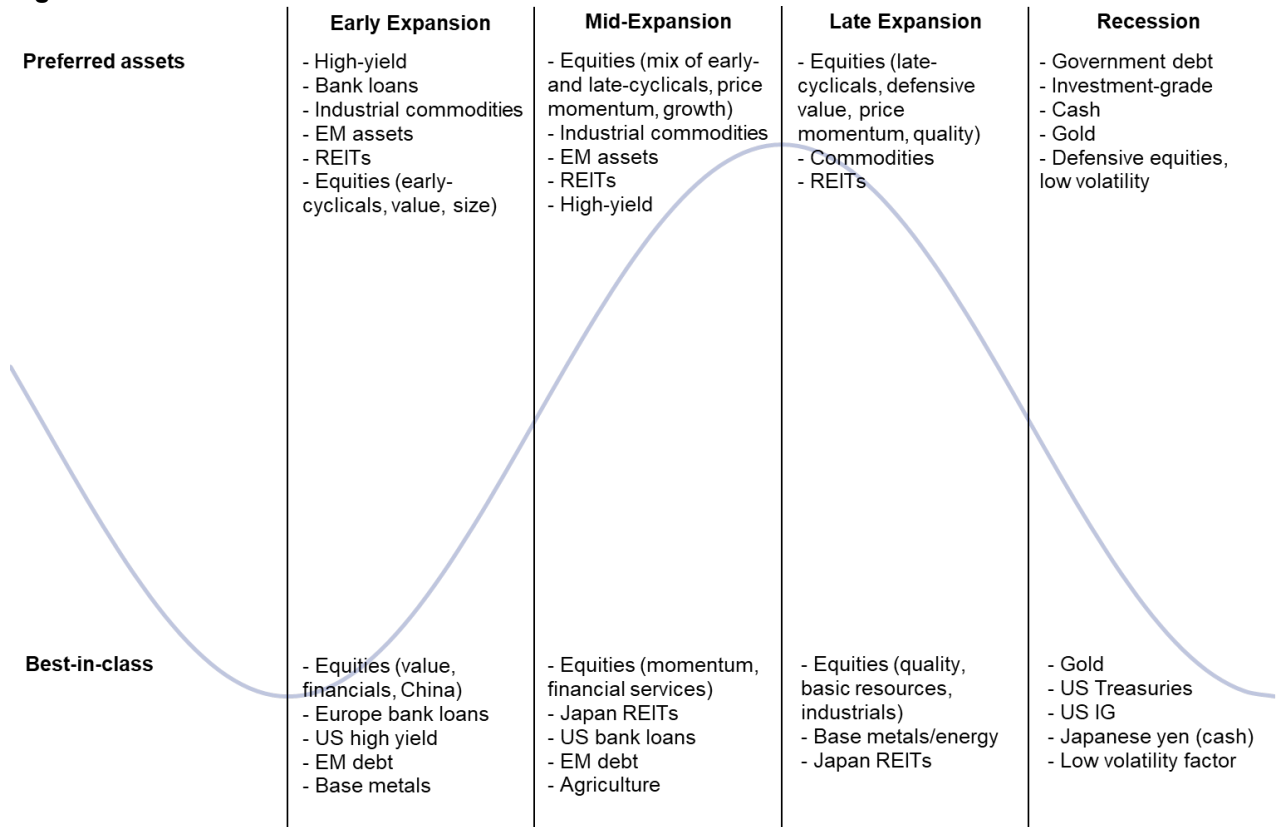 Early Expansion
Mid-Expansion
Late Expansion
Recession
Preferred assets
- High-yield
- Bank loans
- Industrial commodities
- EM assets
- REITs
- Equities (early-
cyclicals, value, size)
- Equities (mix of early-
and late-cyclicals, price
momentum, growth)
- Industrial commodities
- EM assets
- REITs
- High-yield
- Equities (late-
cyclicals, defensive
value, price
momentum, quality)
- Commodities
- REITs
- Government debt
- Investment-grade
- Cash
- Gold
- Defensive equities,
low volatility
Best-in-class
- Equities (value,
financials, China)
- Europe bank loans
- US high yield
- EM debt
- Base metals
- Equities (momentum,
financial services)
- Japan REITs
- US bank loans
- EM debt
- Agriculture
- Equities (quality,
basic resources,
industrials)
- Base metals/energy
- Japan REITs
- Gold
- US Treasuries
- US IG
- Japanese yen (cash)
- Low volatility factor